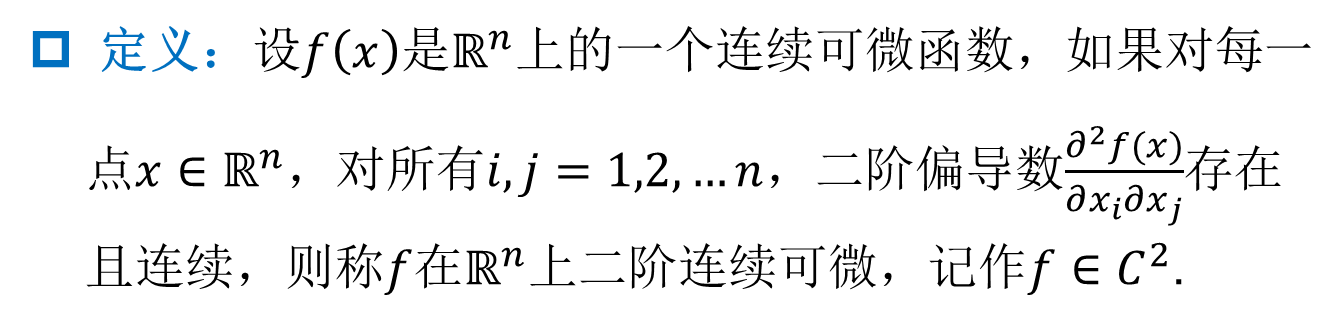 定义：设f(x)是ℝⁿ上的一个连续可微函数，如果对每一
点x ∈ ℝⁿ，对所有i, j = 1,2, … n，二阶偏导数∂²f(x)/∂xᵢ∂xⱼ存在
且连续，则称f在ℝⁿ上二阶连续可微，记作f ∈ C².